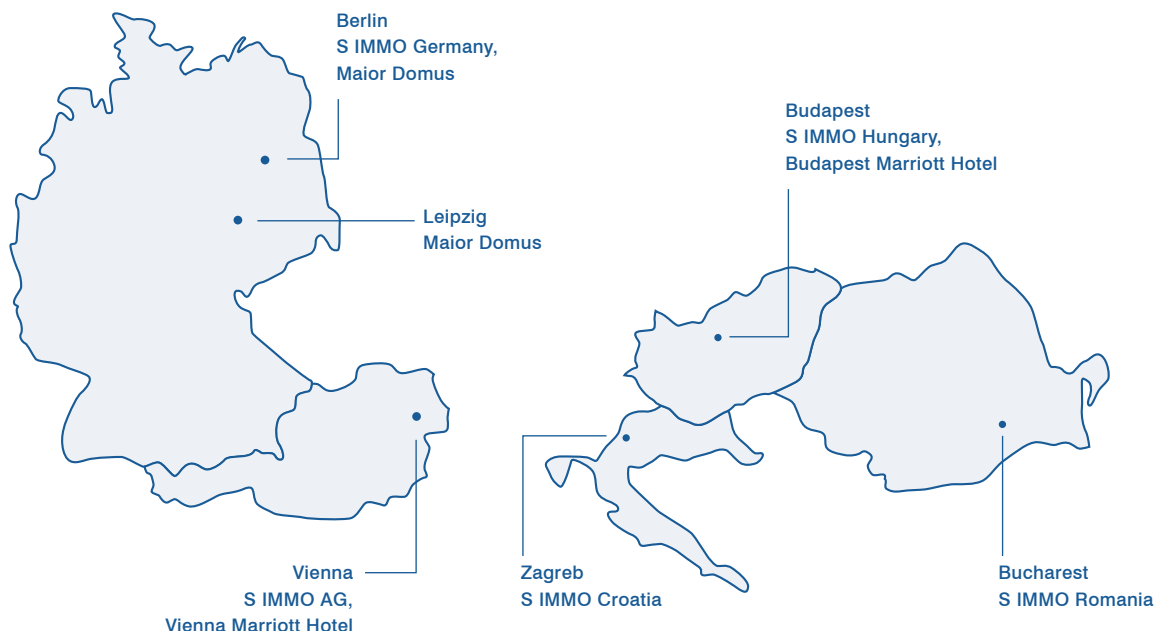 Berlin
S IMMO Germany,
Maior Domus
Leipzig
Maior Domus
Budapest
S IMMO Hungary,
Budapest Marriott Hotel
Vienna
S IMMO AG,
Vienna Marriott Hotel
Zagreb
S IMMO Croatia
Bucharest
S IMMO Romania